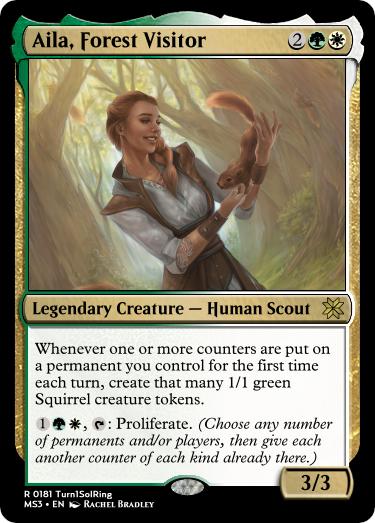 Aila, Forest Visitor 2
Legendary Creature — Human Scout
Whenever one or more counters are put on
a permanent you control for the first time
each turn, create that many 1/1 green
Squirrel creature tokens.
1 , : Proliferate. (Choose any number
of permanents and/or players, then give each
another counter of each kind already there.)
3/3
R 0181 Turn1SolRing
MS3 • EN Rachel Bradley